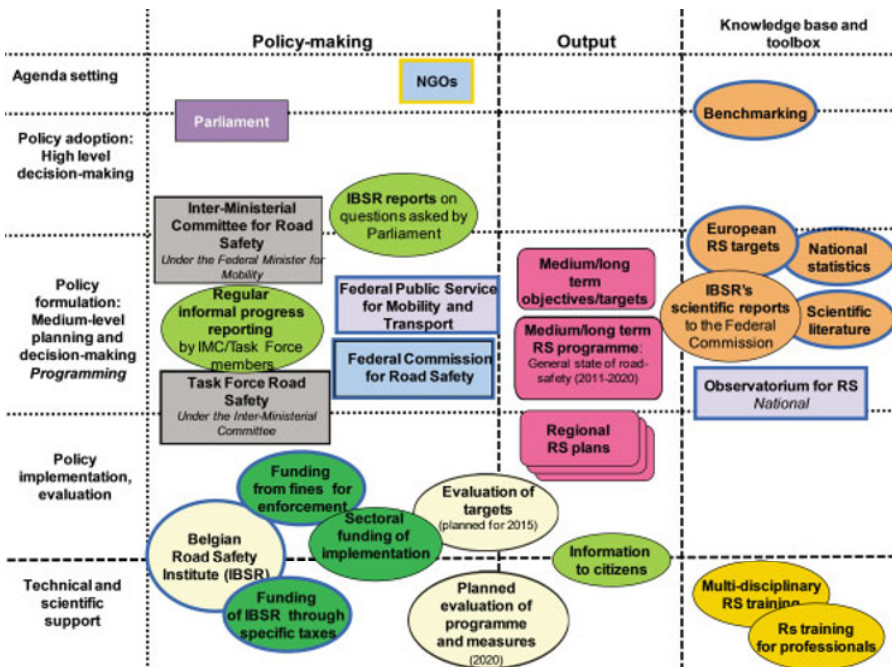 Policy-making
Output
Knowledge base and
toolbox
Agenda setting
NGOs
Benchmarking
Parliament
Policy adoption:
High level
decision-making
IBSR reports on
questions asked by
Parliament
Inter-Ministerial
Committee for Road
Safety
Under the Federal Minister for
Mobility
European
RS targets
National
statistics
Policy
formulation:
Medium-level
planning and
decision-making
Programming
Regular
informal progress
reporting
by IMC/Task Force
members
Federal Public Service
for Mobility and
Transport
Medium/long
term
objectives/targets
IBSR's
scientific reports
to the Federal
Commission
Scientific
literature
Medium/long term
RS programme:
General state of road-
safety (2011-2020)
Federal Commission
for Road Safety
Task Force Road
Safety
Under the Inter-Ministerial
Committee
Observatorium for RS
National
Regional
RS plans
Policy
implementation,
evaluation
Funding
from fines for
enforcement
Evaluation of
targets
(planned for 2015)
Sectoral
funding of
implementation
Belgian
Road Safety
Institute (IBSR)
Information
to citizens
Technical and
scientific
support
Funding
of IBSR through
specific taxes
Planned
evaluation of
programme
and measures
(2020)
Multi-disciplinary
RS training
Rs training
for professionals